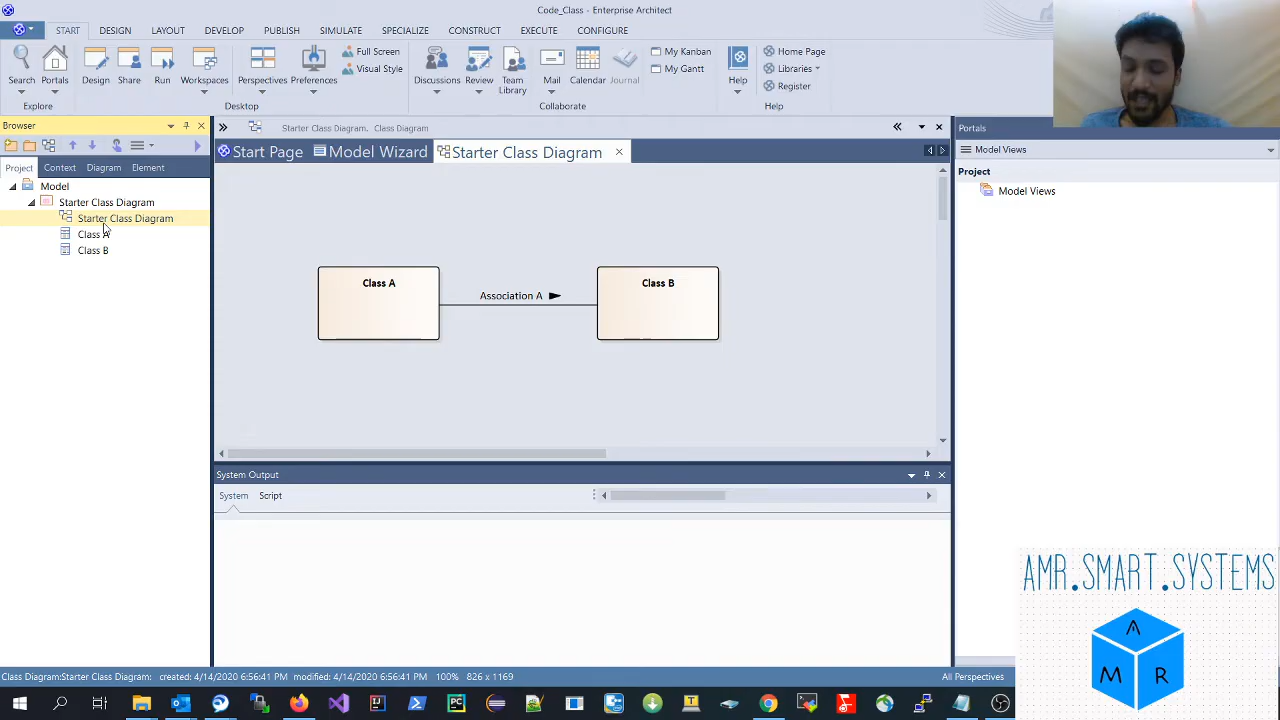 Code_Class - Enterprise Architect
START DESIGN LAYOUT DEVELOP PUBLISH SIMULATE SPECIALIZE CONSTRUCT EXECUTE CONFIGURE
Search Portals Design Share Run Workspaces Perspectives Preferences Full Screen Visual Style Discussions Review Team Library Mail Calendar Journal My Kanban My Gantt Help Home Page Libraries Register
Explore Desktop Collaborate Help
Browser
Project Context Diagram Element
Model
Starter Class Diagram
Starter Class Diagram
Class A
Class B
Starter Class Diagram. Class Diagram
Start Page Model Wizard Starter Class Diagram
Class A
Association A
Class B
System Output
System Script
Portals
Model Views
Project
Model Views
AMR.SMART.SYSTEMS
A
M R
Class Diagram:Starter Class Diagram: created: 4/14/2020 6:56:41 PM modified: 4/14/2020 6:56:41 PM 100% 826 x 1169
All Perspectives